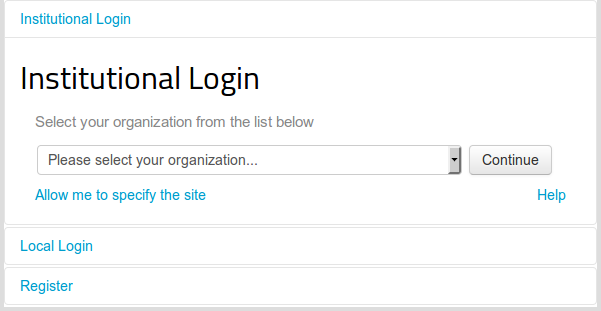 Institutional Login
Institutional Login
Select your organization from the list below
Please select your organization... Continue
Allow me to specify the site Help
Local Login
Register